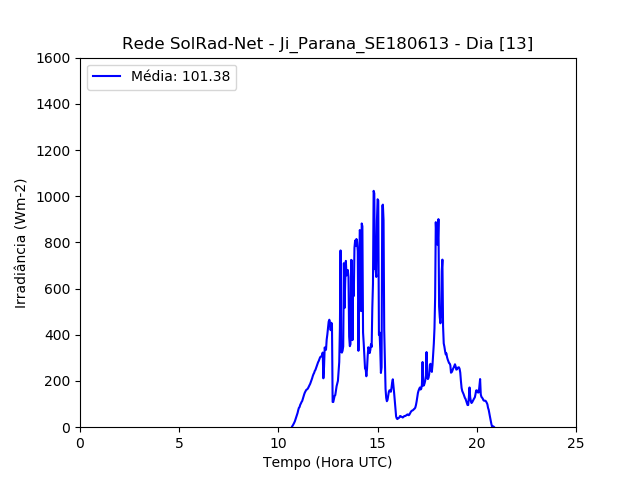 Rede SolRad-Net - Ji_Parana_SE180613 - Dia [13]
1600
1400
1200
1000
800
600
400
200
0
Irradiância (Wm-2)
Média: 101.38
0 5 10 15 20 25
Tempo (Hora UTC)